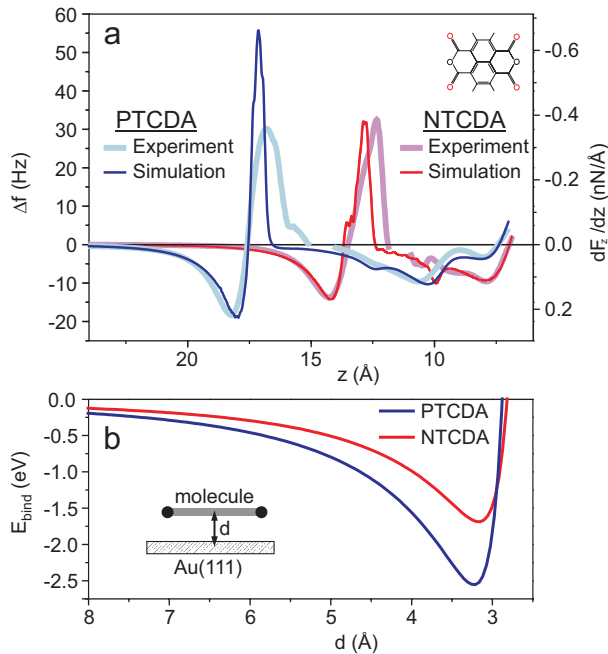 a
PTCDA
Experiment
Simulation
NTCDA
Experiment
Simulation
O O
O O
O O
Δf (Hz)
60
50
40
30
20
10
0
-10
-20
dFz/dz (nN/Å)
-0.6
-0.4
-0.2
0.0
0.2
20 15 10
z (Å)
b
PTCDA
NTCDA
E_bind (eV)
0.0
-0.5
-1.0
-1.5
-2.0
-2.5
molecule
d
Au(111)
8 7 6 5 4 3
d (Å)